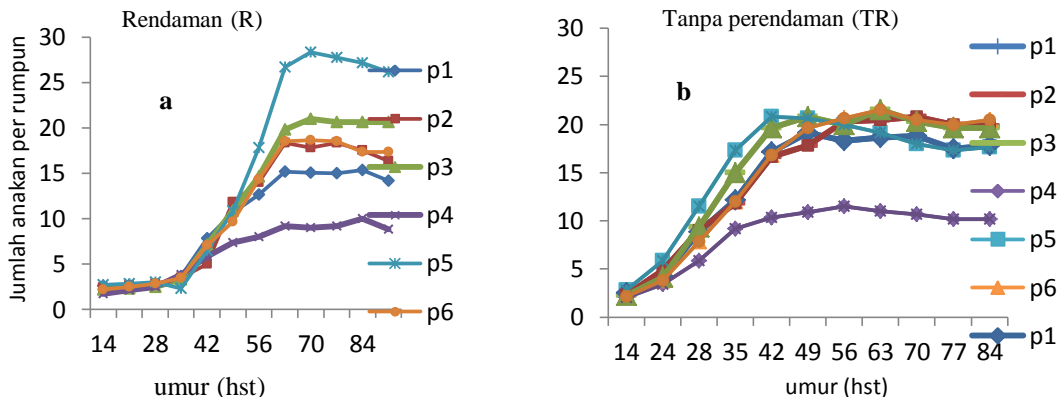 Rendaman (R)
Jumlah anakan per rumpun
30
25
20
15
10
5
0
a
14 28 42 56 70 84
umur (hst)
p1
p2
p3
p4
p5
p6
Tanpa perendaman (TR)
30
25
20
15
10
5
0
b
14 24 28 35 42 49 56 63 70 77 84
umur (hst)
p1
p2
p3
p4
p5
p6
p1